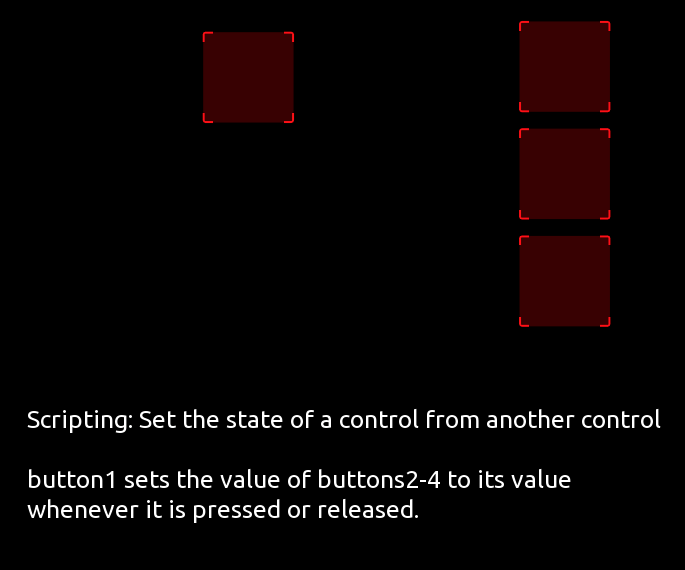 Scripting: Set the state of a control from another control
button1 sets the value of buttons2-4 to its value
whenever it is pressed or released.